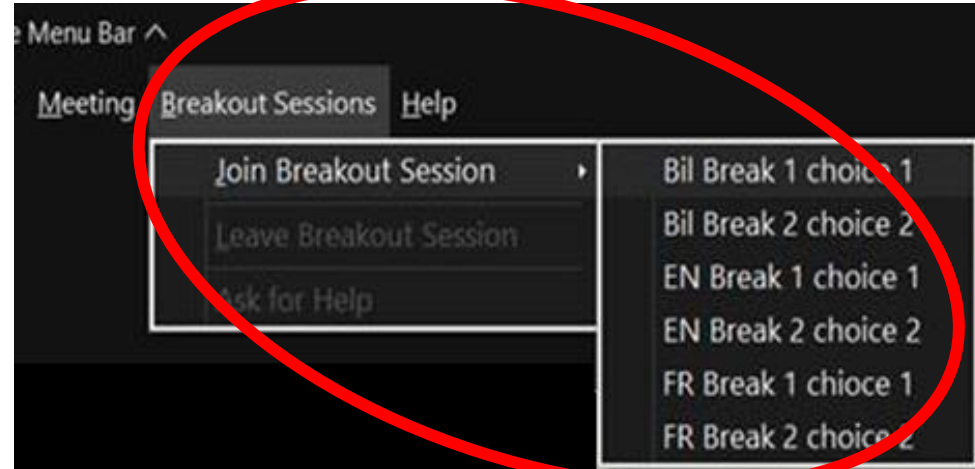 e Menu Bar ^
Meeting Breakout Sessions Help
Join Breakout Session
Leave Breakout Session
Ask for Help
Bil Break 1 choice 1
Bil Break 2 choice 2
EN Break 1 choice 1
EN Break 2 choice 2
FR Break 1 chioce 1
FR Break 2 choice 2